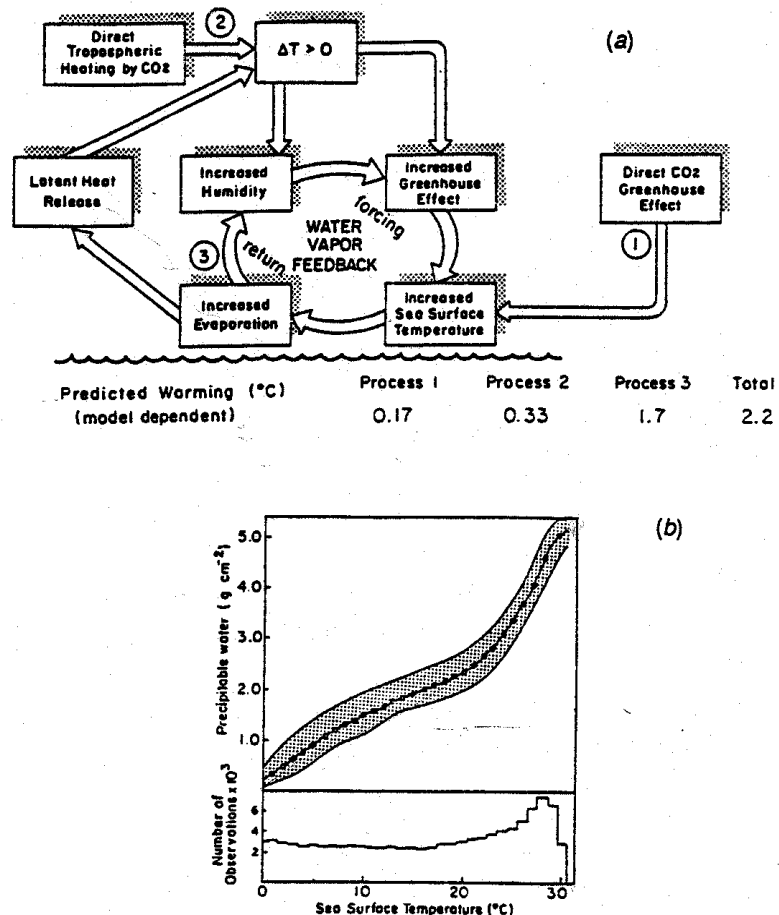 (a)
Direct
Tropospheric
Heating by CO2
2
ΔT > 0
Latent Heat
Release
Increased
Humidity
Increased
Greenhouse
Effect
Direct CO2
Greenhouse
Effect
1
forcing
WATER
VAPOR
FEEDBACK
return
3
Increased
Evaporation
Increased
Sea Surface
Temperature
Predicted Warming (°C) Process 1 Process 2 Process 3 Total
(model dependent) 0.17 0.33 1.7 2.2
(b)
Precipitable water (g cm-2)
5.0
4.0
3.0
2.0
1.0
Number of
Observations x 10³
6
4
2
0 10 20 30
Sea Surface Temperature (°C)